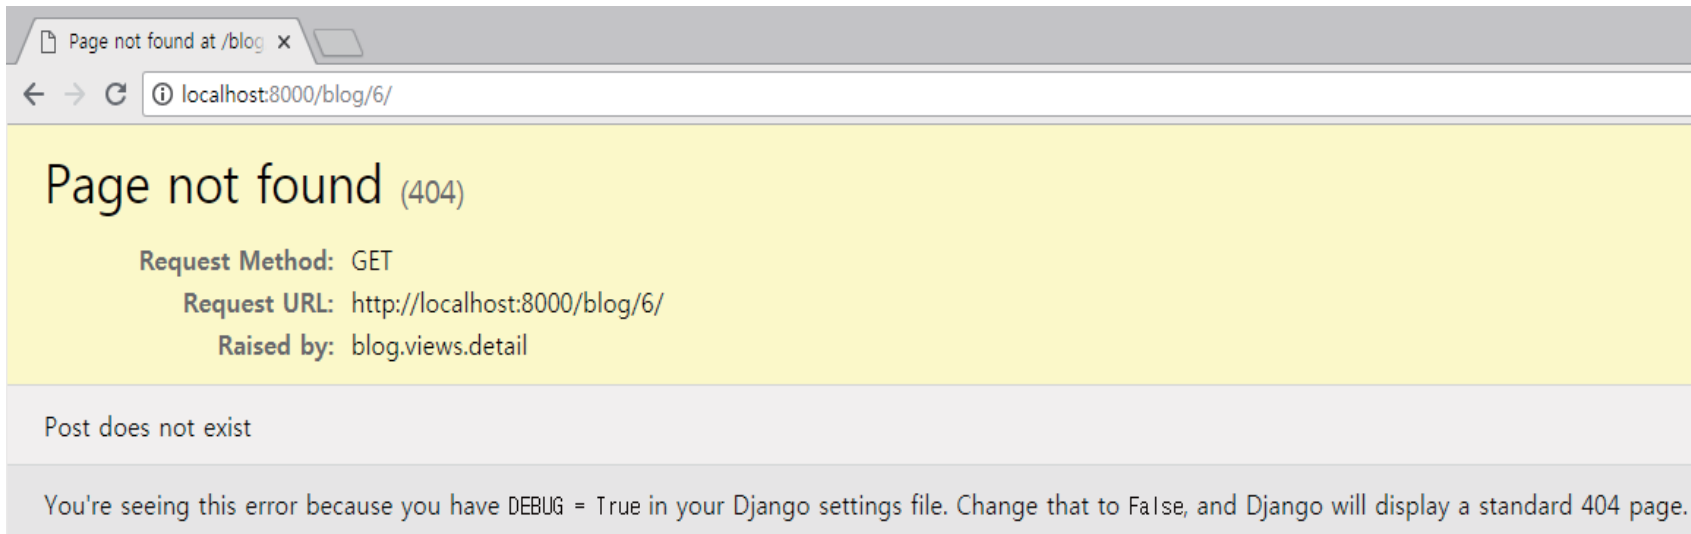 Page not found at /blog
localhost:8000/blog/6/
Page not found (404)
Request Method: GET
Request URL: http://localhost:8000/blog/6/
Raised by: blog.views.detail
Post does not exist
You're seeing this error because you have DEBUG = True in your Django settings file. Change that to False, and Django will display a standard 404 page.